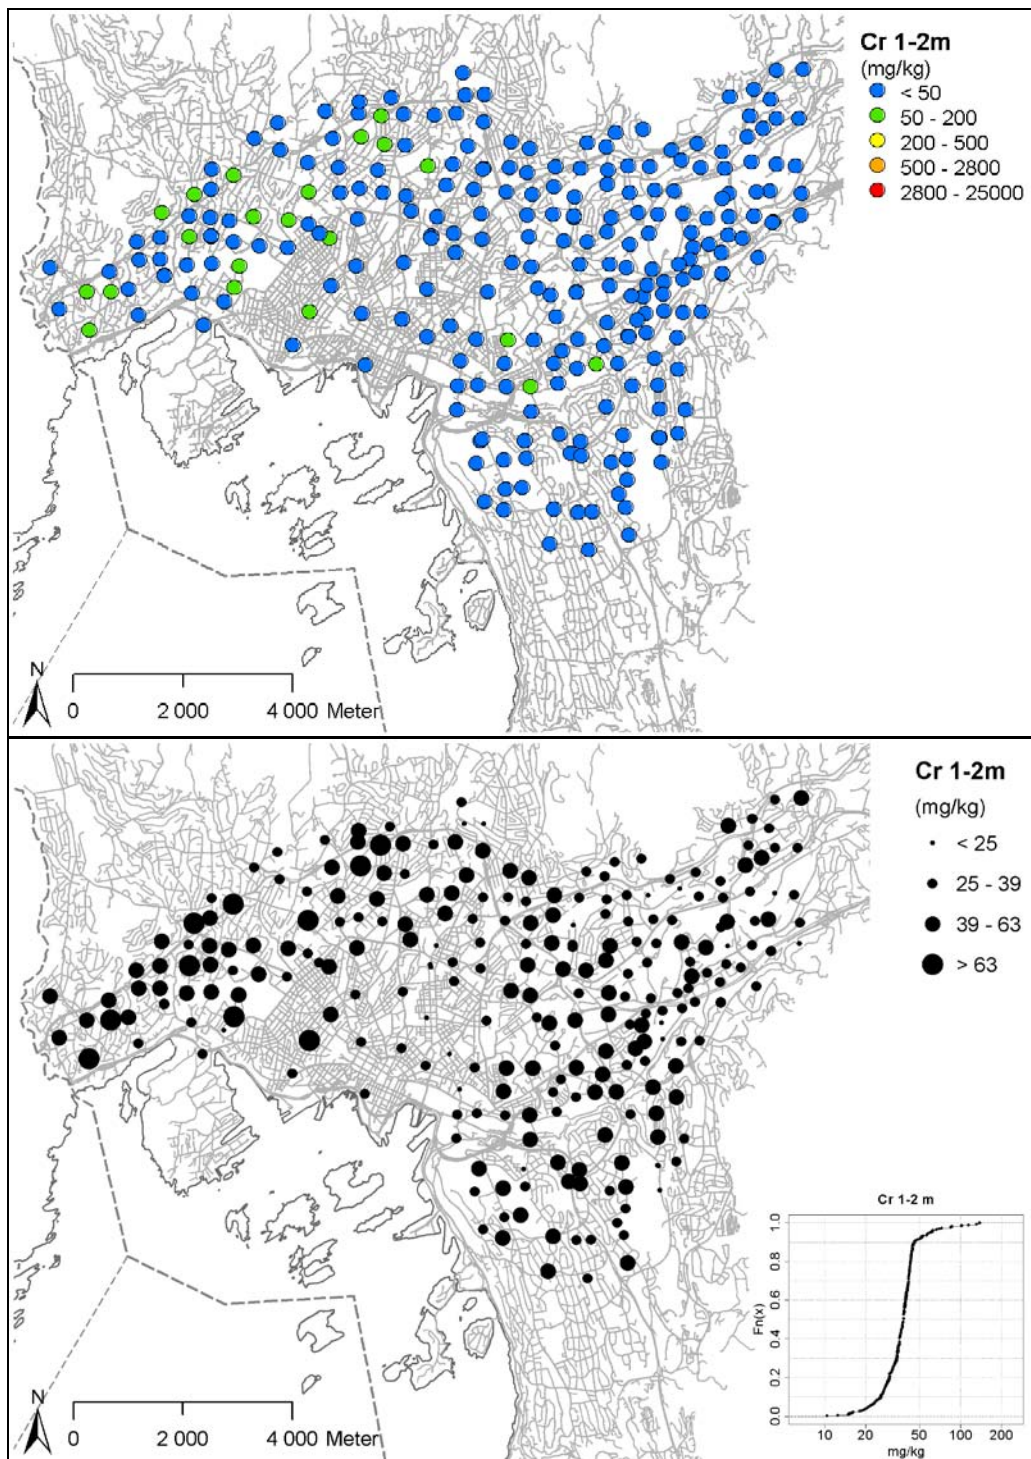 Cr 1-2m
(mg/kg)
< 50
50 - 200
200 - 500
500 - 2800
2800 - 25000
N
0 2 000 4 000 Meter
Cr 1-2m
(mg/kg)
< 25
25 - 39
39 - 63
> 63
Cr 1-2 m
1.0
0.8
0.6
Fn(x)
0.4
0.2
0.0
10 20 50 100 200
mg/kg
N
0 2 000 4 000 Meter